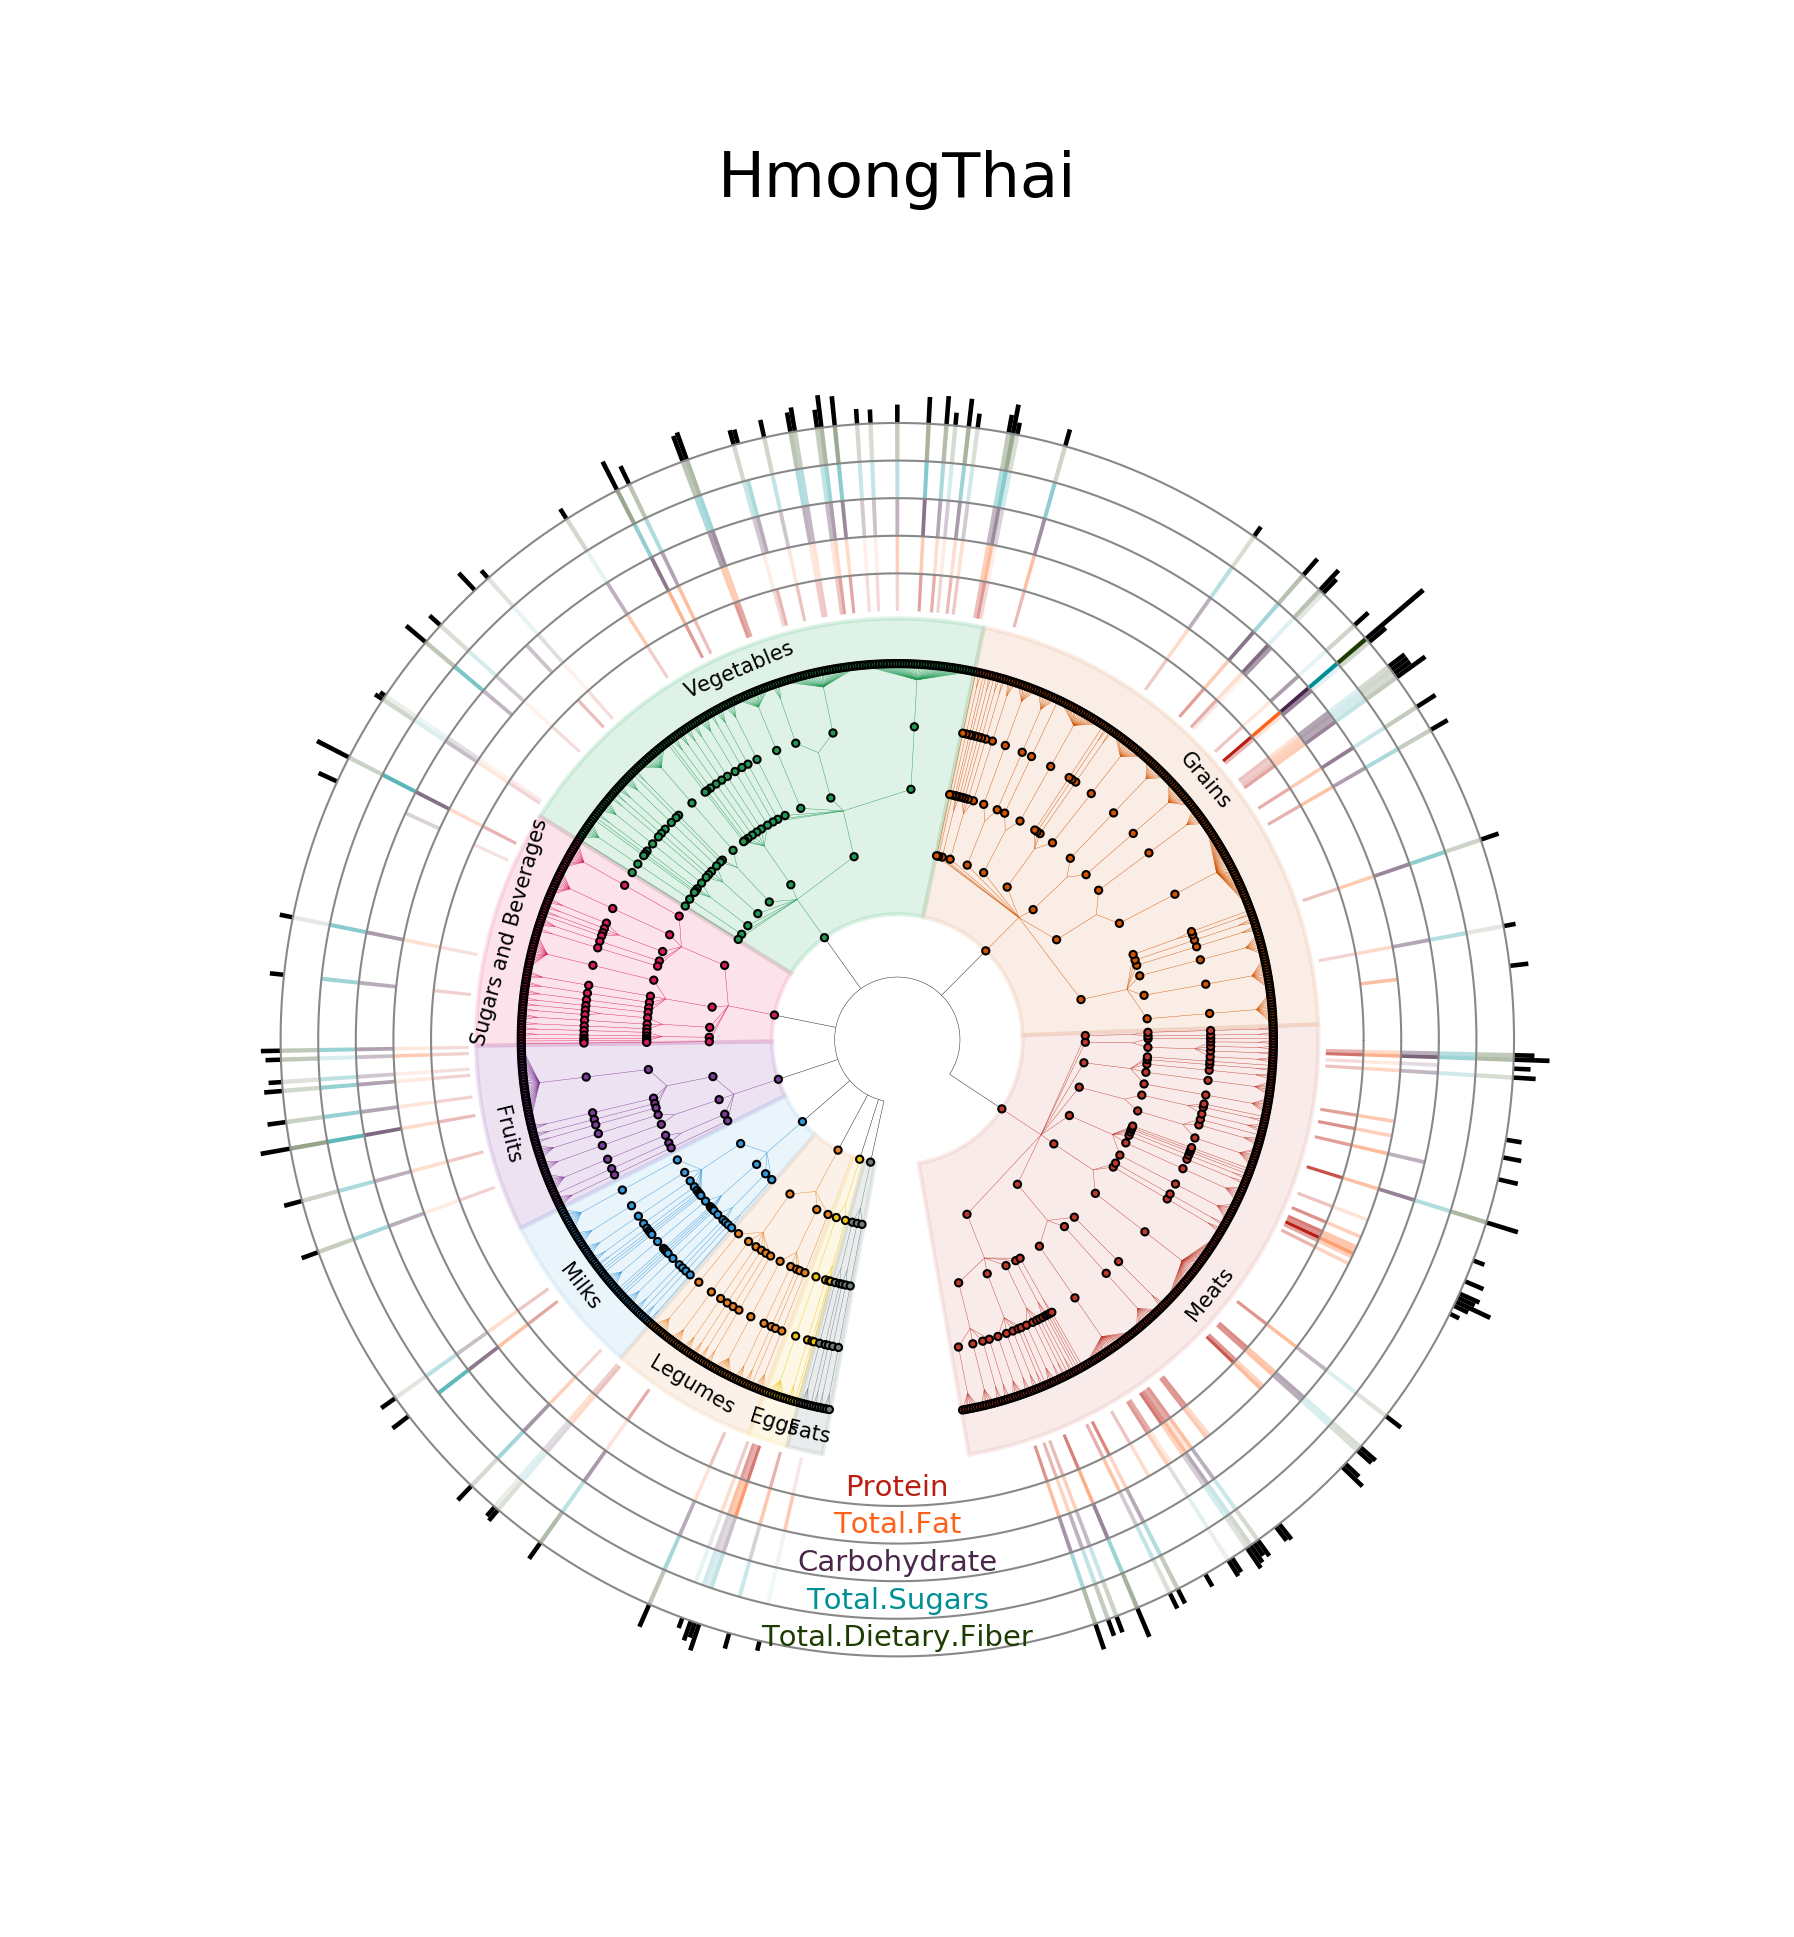 HmongThai
Vegetables
Grains
Sugars and Beverages
Fruits
Milks
Legumes
Eggs
Fats
Meats
Protein
Total.Fat
Carbohydrate
Total.Sugars
Total.Dietary.Fiber